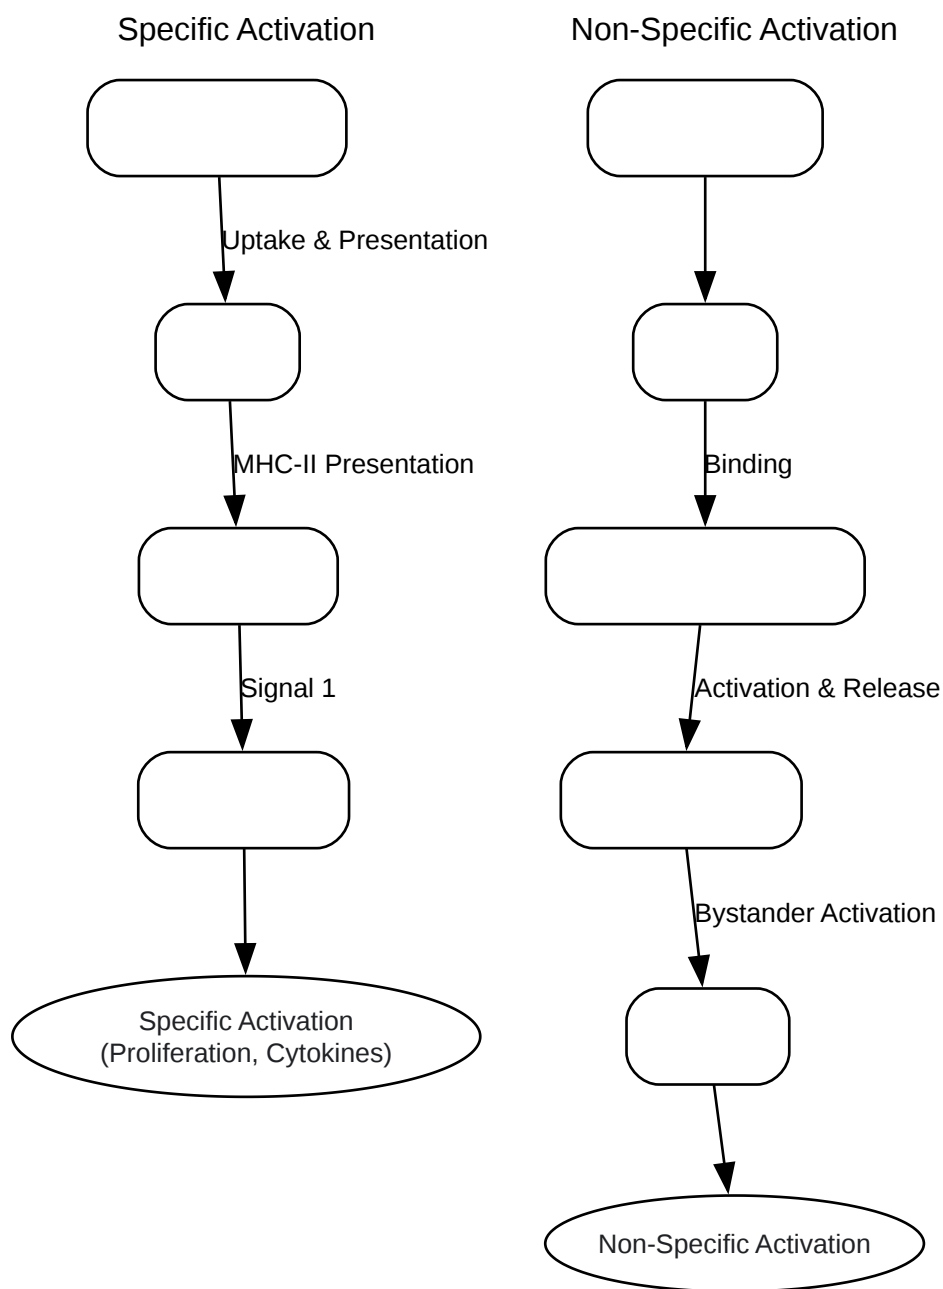 Specific Activation
Non-Specific Activation
Uptake & Presentation
MHC-II Presentation
Binding
Signal 1
Activation & Release
Bystander Activation
Specific Activation
(Proliferation, Cytokines)
Non-Specific Activation